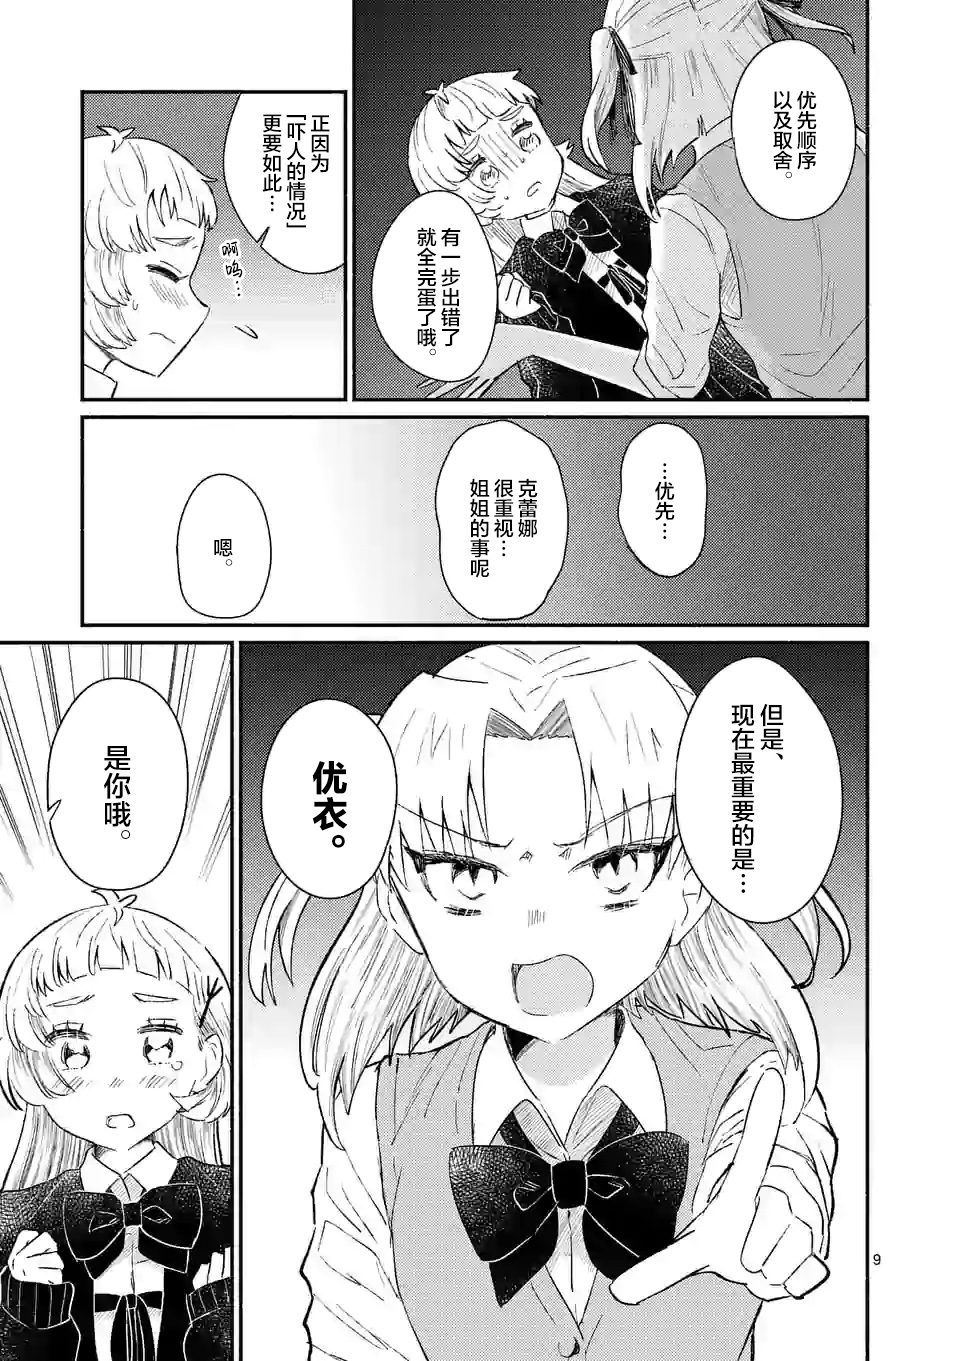 优先顺序
以及取舍。
有一步出错了
就全完蛋了哦。
正因为
「吓人的情况」
更要如此…
啊呜…
…优先…
克蕾娜
很重视…
姐姐的事呢
嗯。
但是、
现在最重要的是…
优衣。
是你哦。
9